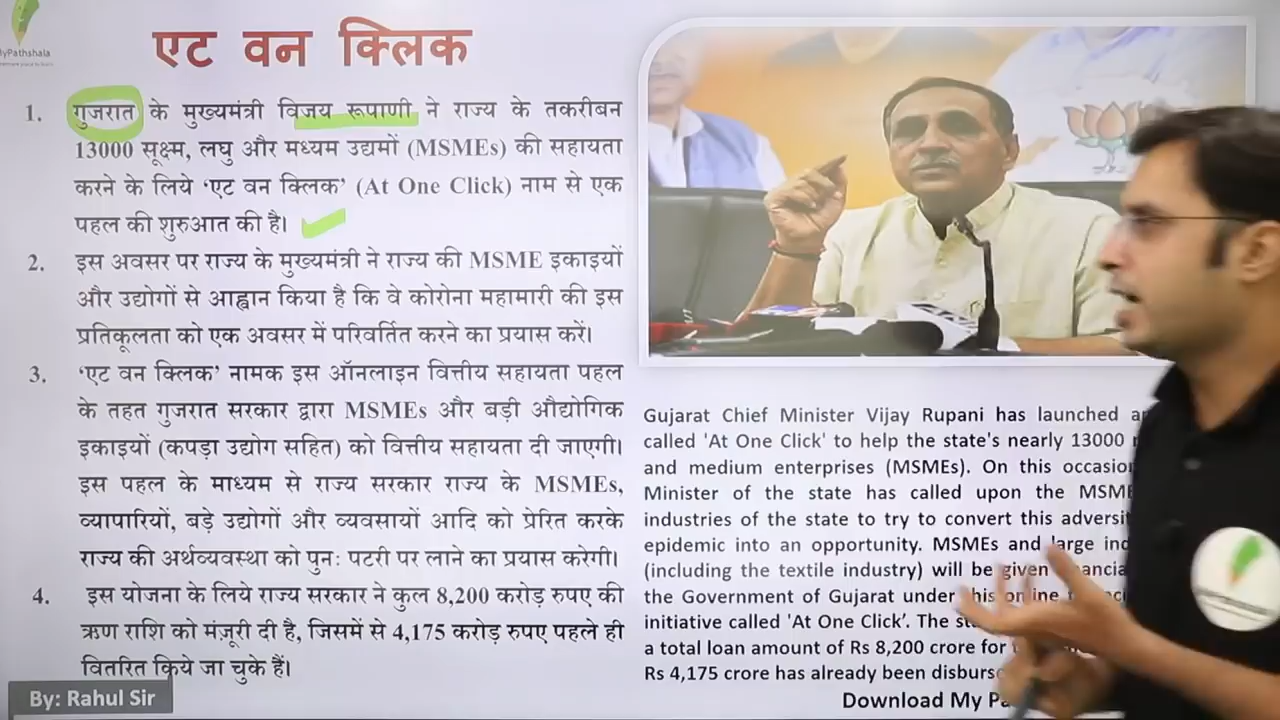 MyPathshala
एट वन क्लिक
1. गुजरात के मुख्यमंत्री विजय रूपाणी ने राज्य के तकरीबन
13000 सूक्ष्म, लघु और मध्यम उद्यमों (MSMEs) की सहायता
करने के लिये ‘एट वन क्लिक’ (At One Click) नाम से एक
पहल की शुरुआत की है।
2. इस अवसर पर राज्य के मुख्यमंत्री ने राज्य की MSME इकाइयों
और उद्योगों से आह्वान किया है कि वे कोरोना महामारी की इस
प्रतिकूलता को एक अवसर में परिवर्तित करने का प्रयास करें।
3. ‘एट वन क्लिक’ नामक इस ऑनलाइन वित्तीय सहायता पहल
के तहत गुजरात सरकार द्वारा MSMEs और बड़ी औद्योगिक
इकाइयों (कपड़ा उद्योग सहित) को वित्तीय सहायता दी जाएगी।
इस पहल के माध्यम से राज्य सरकार राज्य के MSMEs,
व्यापारियों, बड़े उद्योगों और व्यवसायों आदि को प्रेरित करके
राज्य की अर्थव्यवस्था को पुनः पटरी पर लाने का प्रयास करेगी।
4. इस योजना के लिये राज्य सरकार ने कुल 8,200 करोड़ रुपए की
ऋण राशि को मंज़ूरी दी है, जिसमें से 4,175 करोड़ रुपए पहले ही
वितरित किये जा चुके हैं।
By: Rahul Sir
Gujarat Chief Minister Vijay Rupani has launched
called 'At One Click' to help the state's nearly 13000
and medium enterprises (MSMEs). On this occasion
Minister of the state has called upon the MSME
industries of the state to try to convert this
epidemic into an opportunity. MSMEs and large
(including the textile industry) will be given
the Government of Gujarat under this online
initiative called 'At One Click’. The
a total loan amount of Rs 8,200 crore for
Rs 4,175 crore has already been
Download My